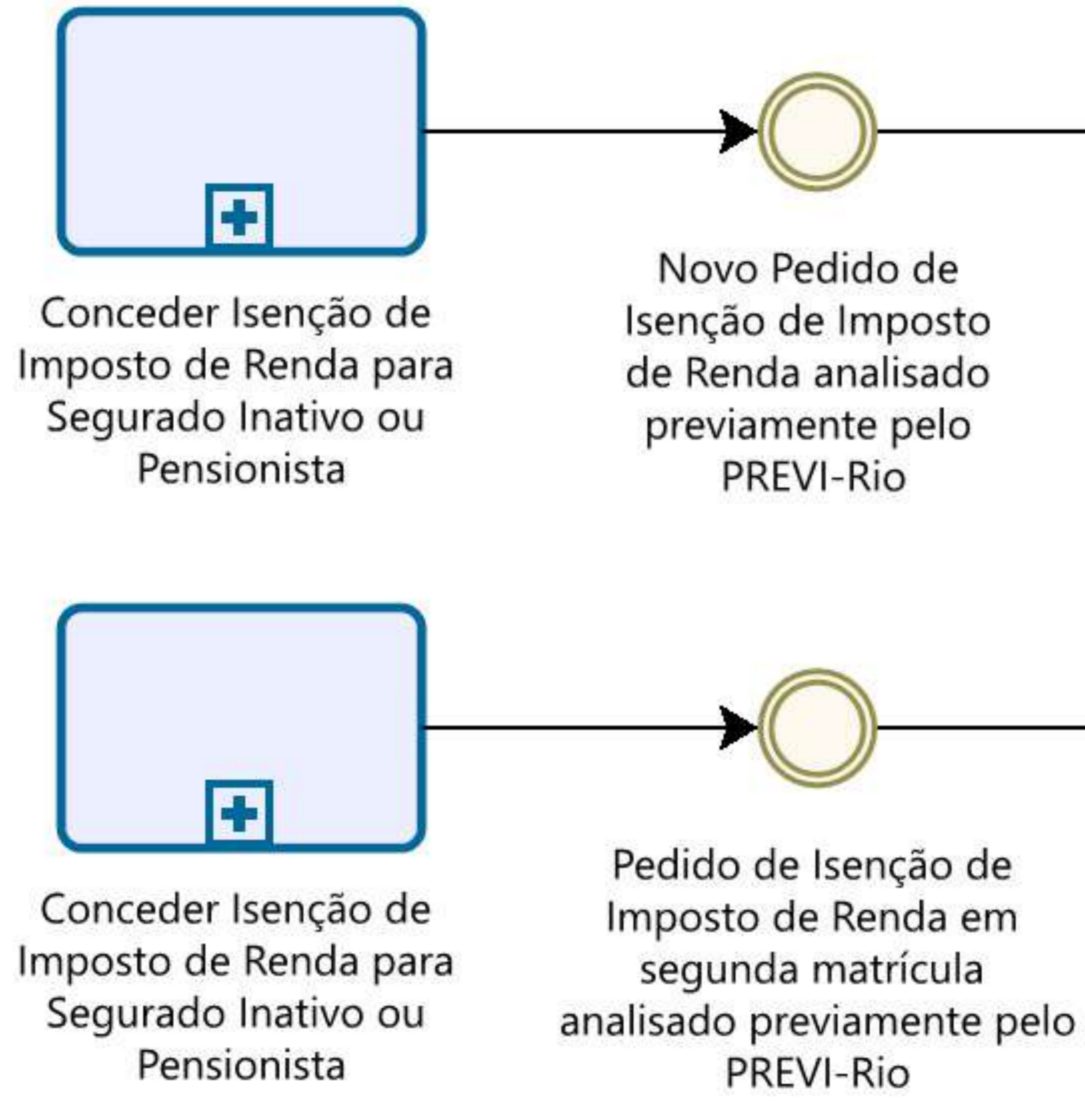 Conceder Isenção de
Imposto de Renda para
Segurado Inativo ou
Pensionista
Novo Pedido de
Isenção de Imposto
de Renda analisado
previamente pelo
PREVI-Rio
Conceder Isenção de
Imposto de Renda para
Segurado Inativo ou
Pensionista
Pedido de Isenção de
Imposto de Renda em
segunda matrícula
analisado previamente pelo
PREVI-Rio